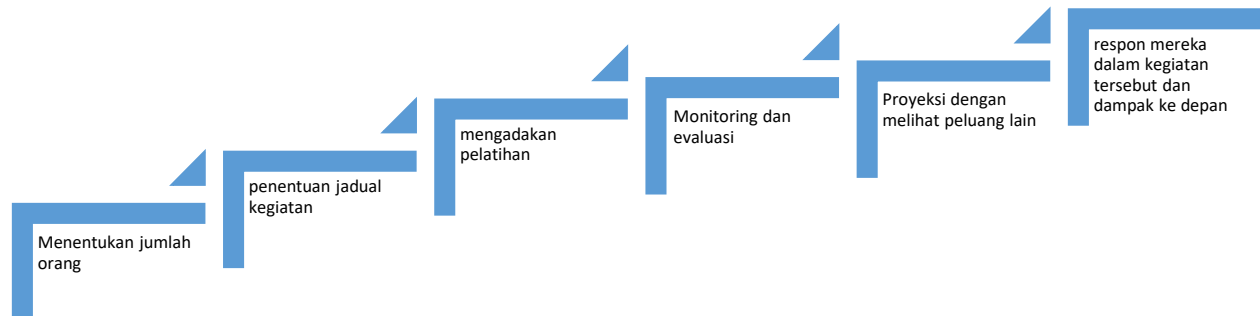 Menentukan jumlah
orang
penentuan jadual
kegiatan
mengadakan
pelatihan
Monitoring dan
evaluasi
Proyeksi dengan
melihat peluang lain
respon mereka
dalam kegiatan
tersebut dan
dampak ke depan